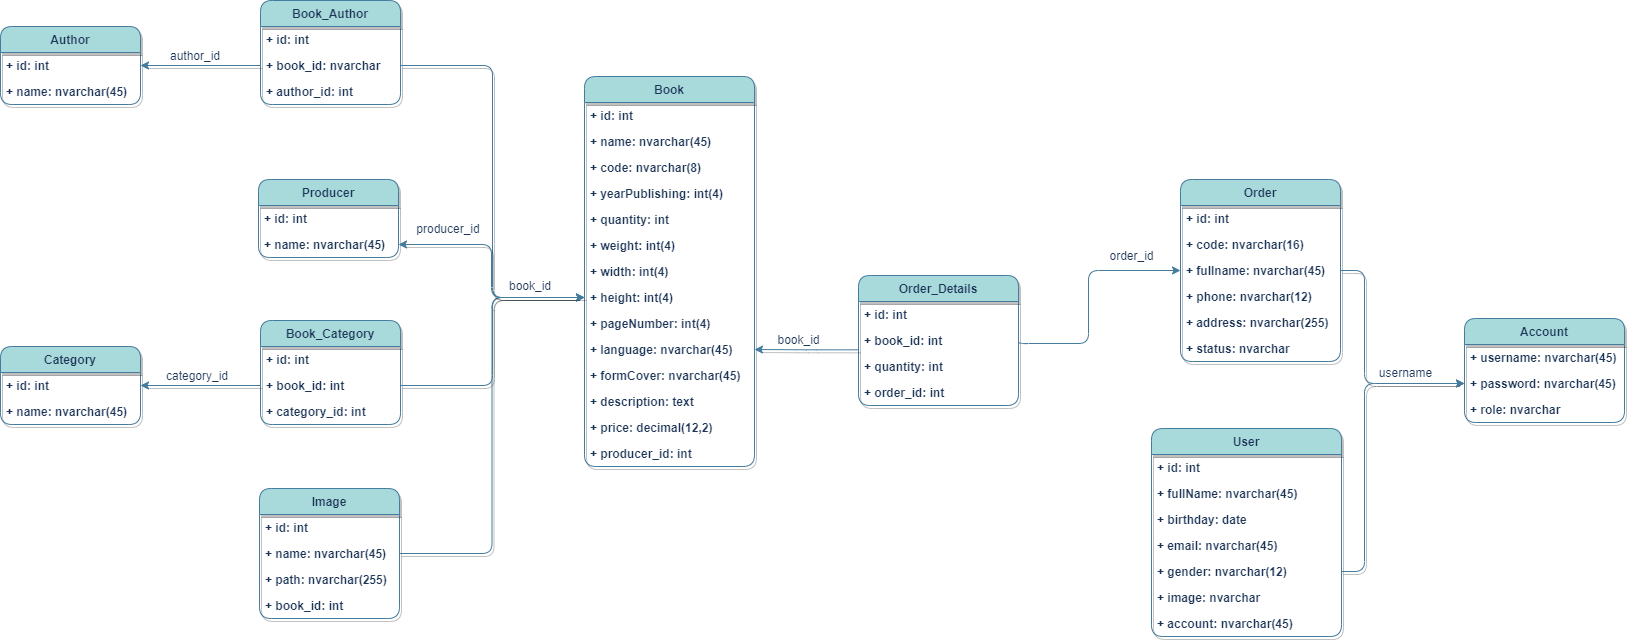 Author
+ id: int
+ name: nvarchar(45)
author_id
Book_Author
+ id: int
+ book_id: nvarchar
+ author_id: int
Producer
+ id: int
+ name: nvarchar(45)
producer_id
Category
+ id: int
+ name: nvarchar(45)
category_id
Book_Category
+ id: int
+ book_id: int
+ category_id: int
Image
+ id: int
+ name: nvarchar(45)
+ path: nvarchar(255)
+ book_id: int
book_id
Book
+ id: int
+ name: nvarchar(45)
+ code: nvarchar(8)
+ yearPublishing: int(4)
+ quantity: int
+ weight: int(4)
+ width: int(4)
+ height: int(4)
+ pageNumber: int(4)
+ language: nvarchar(45)
+ formCover: nvarchar(45)
+ description: text
+ price: decimal(12,2)
+ producer_id: int
book_id
Order_Details
+ id: int
+ book_id: int
+ quantity: int
+ order_id: int
order_id
Order
+ id: int
+ code: nvarchar(16)
+ fullname: nvarchar(45)
+ phone: nvarchar(12)
+ address: nvarchar(255)
+ status: nvarchar
User
+ id: int
+ fullName: nvarchar(45)
+ birthday: date
+ email: nvarchar(45)
+ gender: nvarchar(12)
+ image: nvarchar
+ account: nvarchar(45)
username
Account
+ username: nvarchar(45)
+ password: nvarchar(45)
+ role: nvarchar